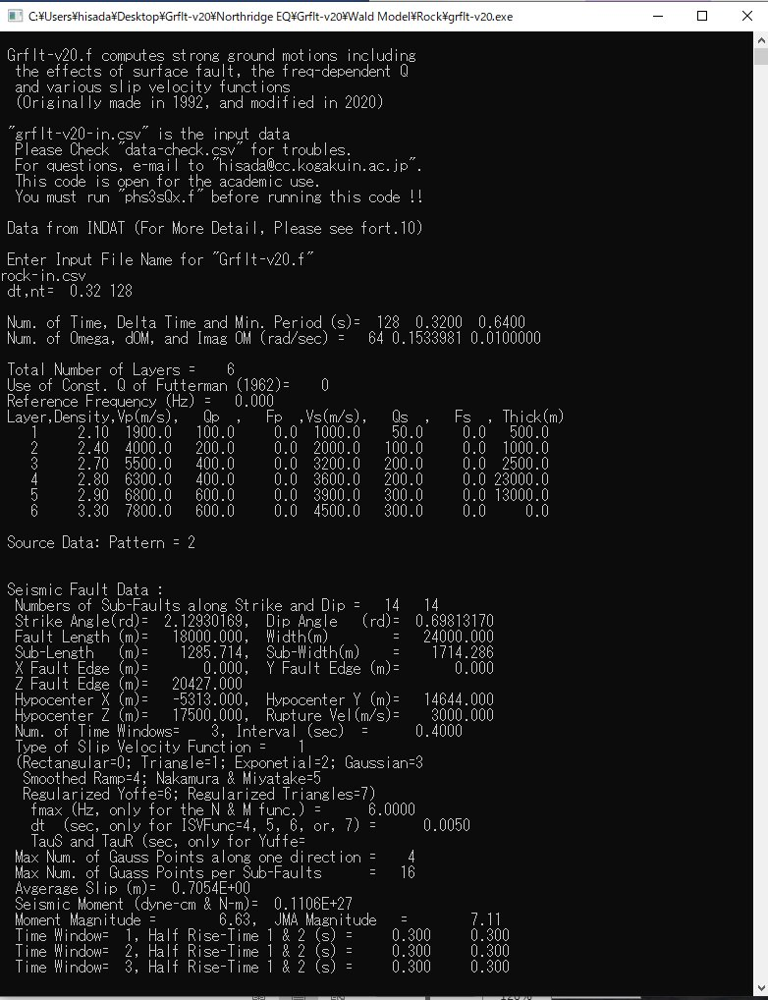 C:¥Users¥hisada¥Desktop¥Grflt-v20¥Northridge EQ¥Grflt-v20¥Wald Model¥Rock¥grflt-v20.exe
Grflt-v20.f computes strong ground motions including
the effects of surface fault, the freq-dependent Q
and various slip velocity functions
(Originally made in 1992, and modified in 2020)
"grflt-v20-in.csv" is the input data
Please Check "data-check.csv" for troubles.
For questions, e-mail to "hisada@cc.kogakuin.ac.jp".
This code is open for the academic use.
You must run "phs3sQx.f" before running this code !!
Data from INDAT (For More Detail, Please see fort.10)
Enter Input File Name for "Grflt-v20.f"
rock-in.csv
dt,nt=  0.32 128
Num. of Time, Delta Time and Min. Period (s)=  128  0.3200  0.6400
Num. of Omega, dOM, and Imag OM (rad/sec) =   64 0.1533981 0.0100000
Total Number of Layers =    6
Use of Const. Q of Futterman (1962)=    0
Reference Frequency (Hz) =   0.000
Layer,Density,Vp(m/s),   Qp  ,   Fp  ,Vs(m/s),   Qs  ,   Fs  , Thick(m)
1     2.10  1900.0   100.0     0.0  1000.0    50.0     0.0   500.0
2     2.40  4000.0   200.0     0.0  2000.0   100.0     0.0  1000.0
3     2.70  5500.0   400.0     0.0  3200.0   200.0     0.0  2500.0
4     2.80  6300.0   400.0     0.0  3600.0   200.0     0.0 23000.0
5     2.90  6800.0   600.0     0.0  3900.0   300.0     0.0 13000.0
6     3.30  7800.0   600.0     0.0  4500.0   300.0     0.0     0.0
Source Data: Pattern = 2
Seismic Fault Data :
Numbers of Sub-Faults along Strike and Dip =   14   14
Strike Angle(rd)=  2.12930169,  Dip Angle   (rd)=  0.69813170
Fault Length (m)=   18000.000,  Width(m)        =   24000.000
Sub-Length   (m)=    1285.714,  Sub-Width(m)    =    1714.286
X Fault Edge (m)=       0.000,  Y Fault Edge (m)=       0.000
Z Fault Edge (m)=   20427.000
Hypocenter X (m)=   -5313.000,  Hypocenter Y (m)=   14644.000
Hypocenter Z (m)=   17500.000,  Rupture Vel(m/s)=    3000.000
Num. of Time Windows=    3, Interval (sec)  =      0.4000
Type of Slip Velocity Function =    1
(Rectangular=0; Triangle=1; Exponetial=2; Gaussian=3
Smoothed Ramp=4; Nakamura & Miyatake=5
Regularized Yoffe=6; Regularized Triangles=7)
fmax (Hz, only for the N & M func.) =      6.0000
dt  (sec, only for ISVFunc=4, 5, 6, or, 7) =      0.0050
TauS and TauR (sec, only for Yuffe=
Max Num. of Gauss Points along one direction =    4
Max Num. of Guass Points per Sub-Faults      =   16
Avgerage Slip (m)=  0.7054E+00
Seismic Moment (dyne-cm & N-m)=  0.1106E+27
Moment Magnitude =        6.63,  JMA Magnitude   =        7.11
Time Window=  1, Half Rise-Time 1 & 2 (s) =     0.300     0.300
Time Window=  2, Half Rise-Time 1 & 2 (s) =     0.300     0.300
Time Window=  3, Half Rise-Time 1 & 2 (s) =     0.300     0.300